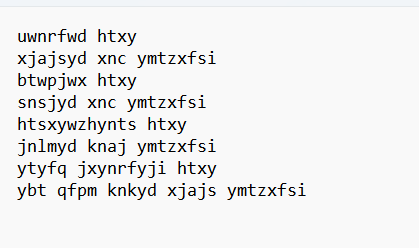 uwnrfwd htxy
xjajsyd xnc ymtzxfsi
btwpjwx htxy
snsjyd xnc ymtzxfsi
htsxywzhynts htxy
jnlmyd knaj ymtzxfsi
ytyfq jxynrfyji htxy
ybt qfpm knkyd xjajs ymtzxfsi